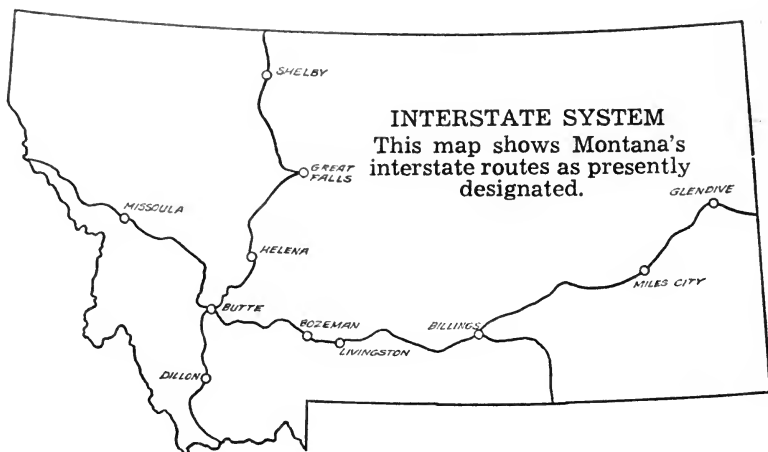 SHELBY
INTERSTATE SYSTEM
This map shows Montana's
interstate routes as presently
designated.
GREAT
FALLS
GLENDIVE
MISSOULA
HELENA
MILES CITY
BUTTE
BOZEMAN
BILLINGS
LIVINGSTON
DILLON